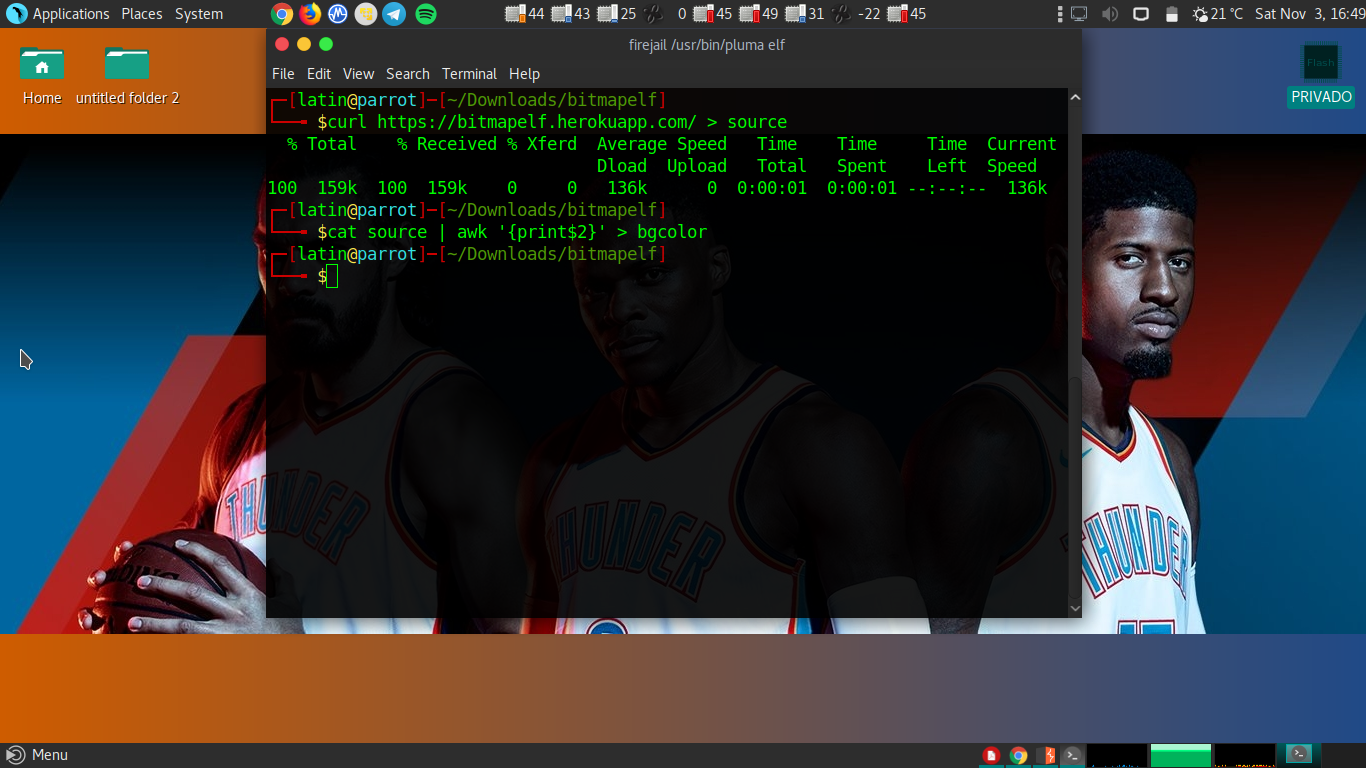 Applications Places System 44 43 25 0 45 49 31 -22 45 21 °C Sat Nov 3, 16:49
firejail /usr/bin/pluma elf
File Edit View Search Terminal Help
Home
untitled folder 2
Flash
PRIVADO
[latin@parrot]─[~/Downloads/bitmapelf]
$curl https://bitmapelf.herokuapp.com/ > source
% Total % Received % Xferd Average Speed Time Time Time Current
Dload Upload Total Spent Left Speed
100 159k 100 159k 0 0 136k 0 0:00:01 0:00:01 --:--:-- 136k
[latin@parrot]─[~/Downloads/bitmapelf]
$cat source | awk '{print$2}' > bgcolor
[latin@parrot]─[~/Downloads/bitmapelf]
$
THUNDER
THUNDER
THUNDER
Menu